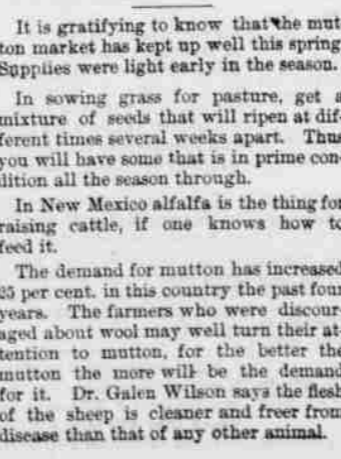 It is gratifying to know that the mut
ton market has kept up well this spring
Supplies were light early in the season.
In sowing grass for pasture, get a
mixture of seeds that will ripen at dif
ferent times several weeks apart. Thus
you will have some that is in prime con
dition all the season through.
In New Mexico alfalfa is the thing for
raising cattle, if one knows how to
feed it.
The demand for mutton has increased
25 per cent. in this country the past four
years. The farmers who were discour
aged about wool may well turn their at
tention to mutton, for the better the
mutton the more will be the demand
for it. Dr. Galen Wilson says the flesh
of the sheep is cleaner and freer from
disease than that of any other animal.